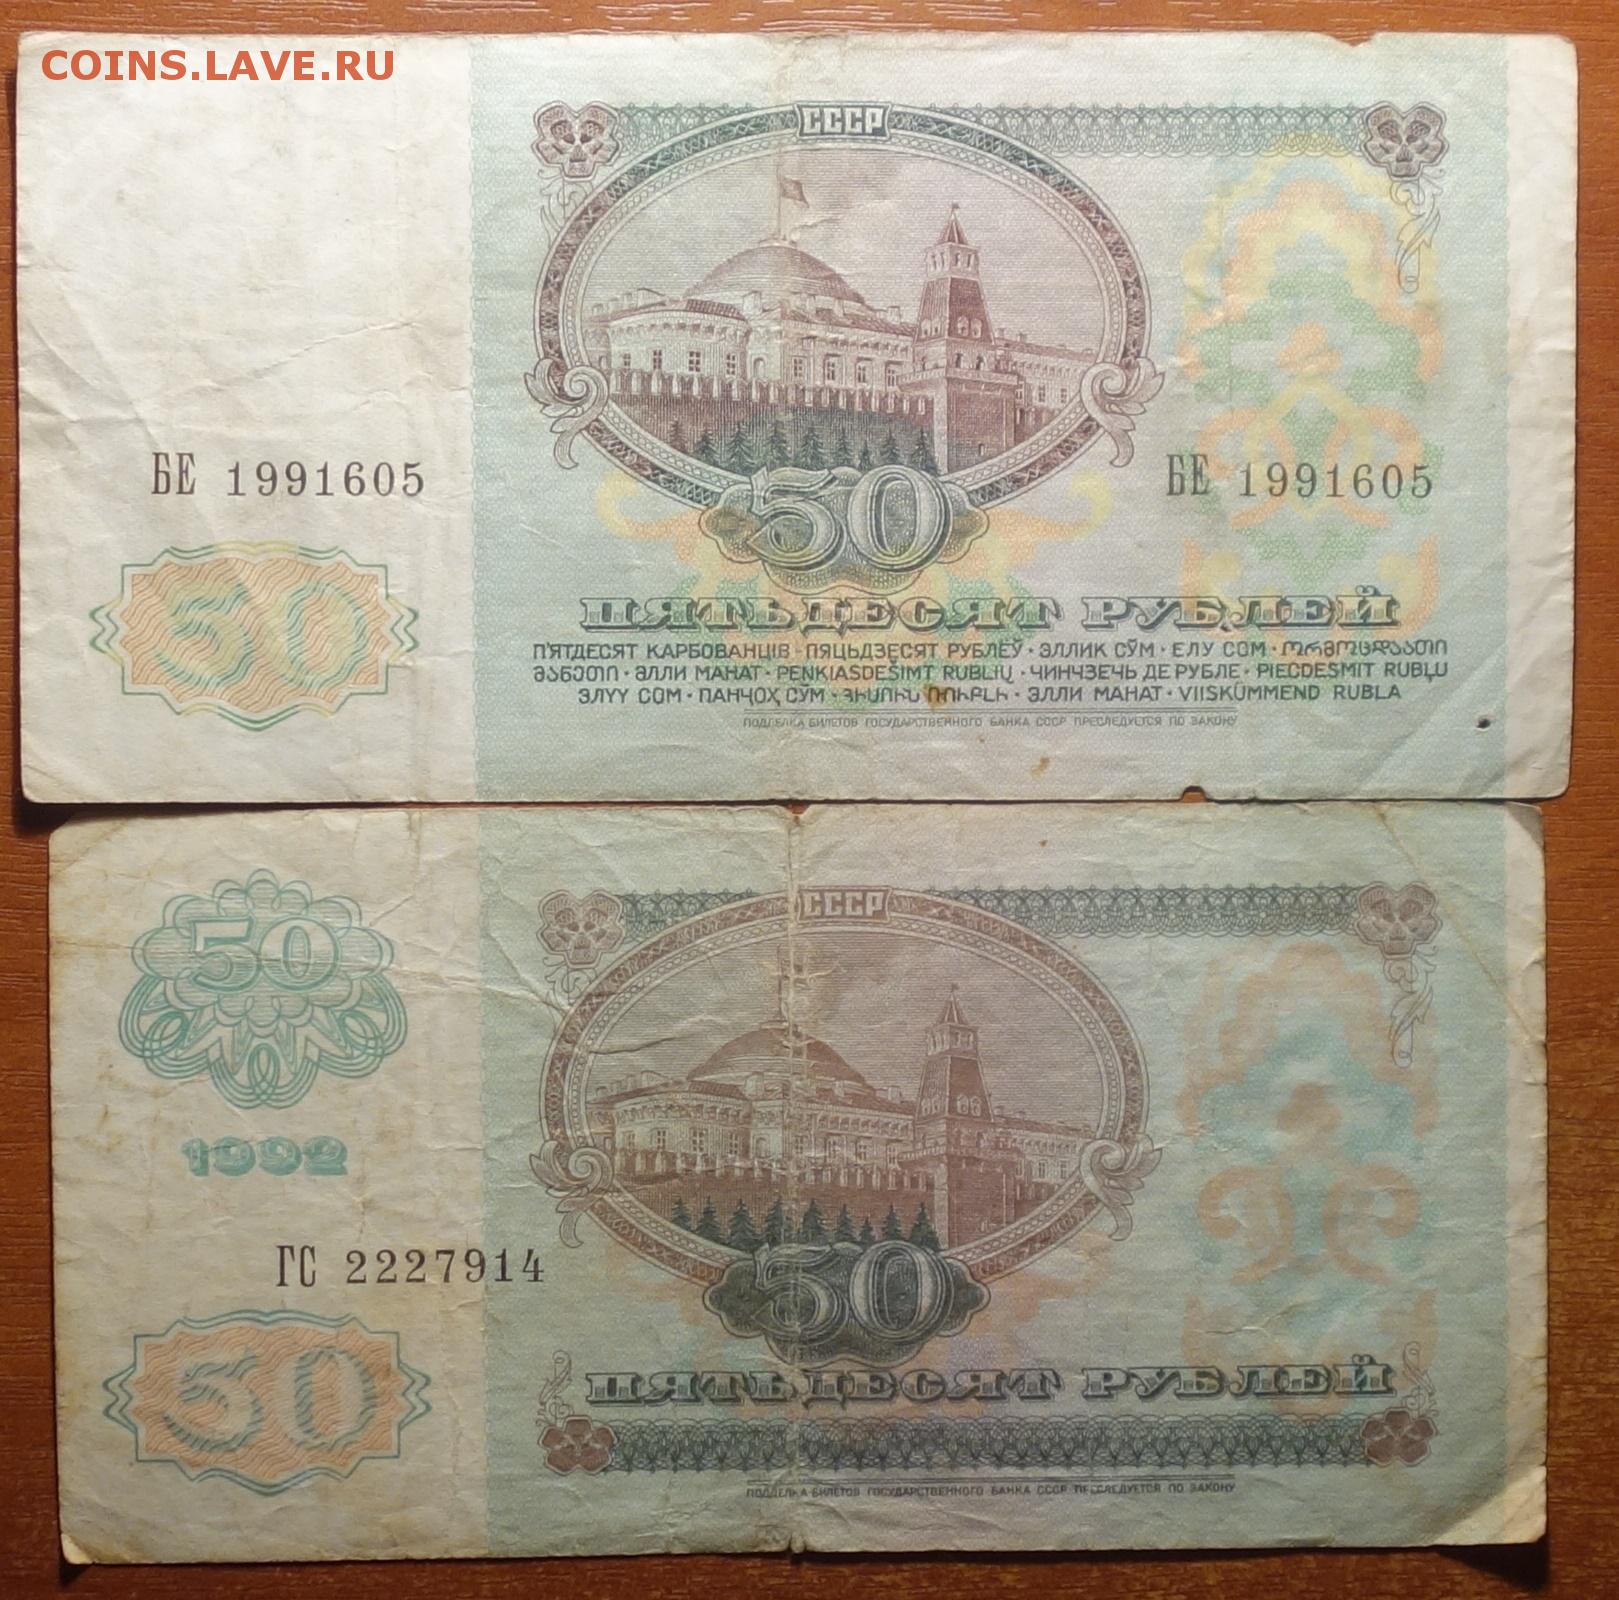 COINS.LAVE.RU
СССР
БЕ 1991605
БЕ 1991605
50
50
ПЯТЬДЕСЯТ РУБЛЕЙ
П'ЯТДЕСЯТ КАРБОВАНЦІВ · ПЯЦЬДЗЕСЯТ РУБЛЁЎ · ЭЛЛИК СЎМ · ЕЛУ СОМ · ორმოცდაათი
მანეთი · ӘЛЛИ МАНАТ · PENKIASDEŠIMT RUBLIŲ · ЧИНЧЗЕЧЬ ДЕ РУБЛЕ · PIECDESMIT RUBĻU
ЭЛҮҮ СОМ · ПАНҶОҲ СЎМ · ՅԻՍՈՒՆ ՌՈՒԲԼԻ · ЭЛЛИ МАНАТ · VIISKÜMMEND RUBLA
ПОДДЕЛКА БИЛЕТОВ ГОСУДАРСТВЕННОГО БАНКА СССР ПРЕСЛЕДУЕТСЯ ПО ЗАКОНУ
50
СССР
1992
ГС 2227914
50
50
ПЯТЬДЕСЯТ РУБЛЕЙ
ПОДДЕЛКА БИЛЕТОВ ГОСУДАРСТВЕННОГО БАНКА СССР ПРЕСЛЕДУЕТСЯ ПО ЗАКОНУ